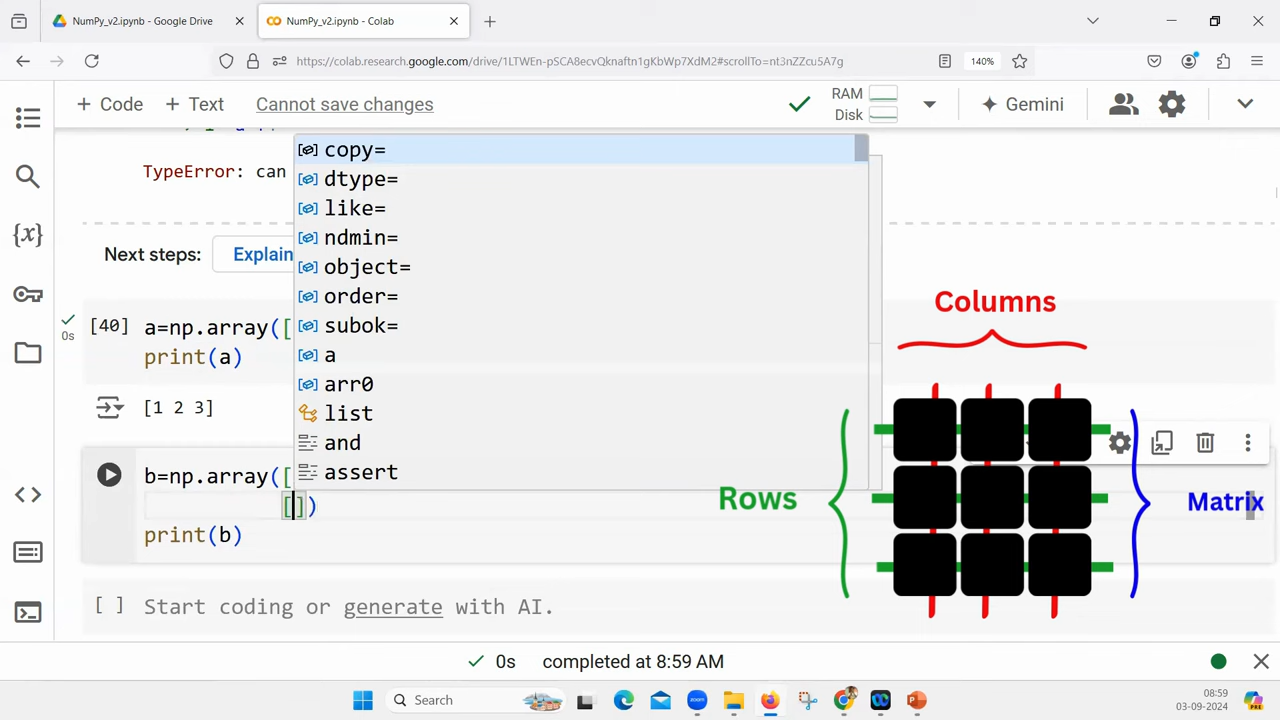 NumPy_v2.ipynb - Google Drive
NumPy_v2.ipynb - Colab
https://colab.research.google.com/drive/1LTWEn-pSCA8ecvQknaftn1gKbWp7XdM2#scrollTo=nt3nZZcu5A7g
140%
+ Code + Text Cannot save changes
RAM
Disk
Gemini
TypeError: can
Next steps: Explain
copy=
dtype=
like=
ndmin=
object=
order=
subok=
a
arr0
list
and
assert
[40] a=np.array([
0s
print(a)
[1 2 3]
b=np.array([
[])
print(b)
[ ] Start coding or generate with AI.
Columns
Rows
Matrix
0s completed at 8:59 AM
Search
08:59
03-09-2024